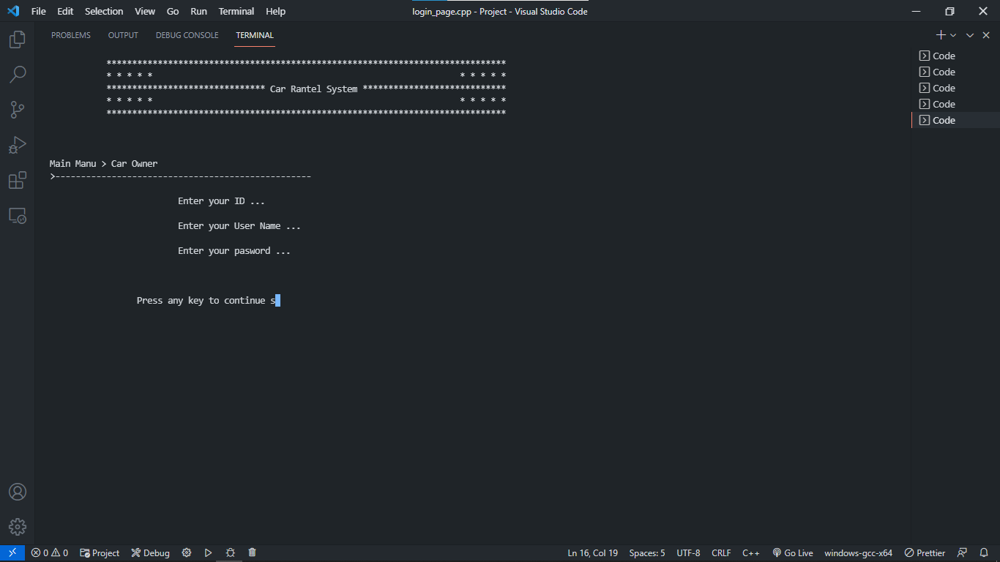 File Edit Selection View Go Run Terminal Help login_page.cpp - Project - Visual Studio Code
PROBLEMS OUTPUT DEBUG CONSOLE TERMINAL
******************************************************************************
* * * * * * * * * *
******************************* Car Rantel System ****************************
* * * * * * * * * *
******************************************************************************
Main Manu > Car Owner
>--------------------------------------------------
Enter your ID ...
Enter your User Name ...
Enter your pasword ...
Press any key to continue s
Code
Code
Code
Code
Code
0 0 Project Debug Ln 16, Col 19 Spaces: 5 UTF-8 CRLF C++ Go Live windows-gcc-x64 Prettier